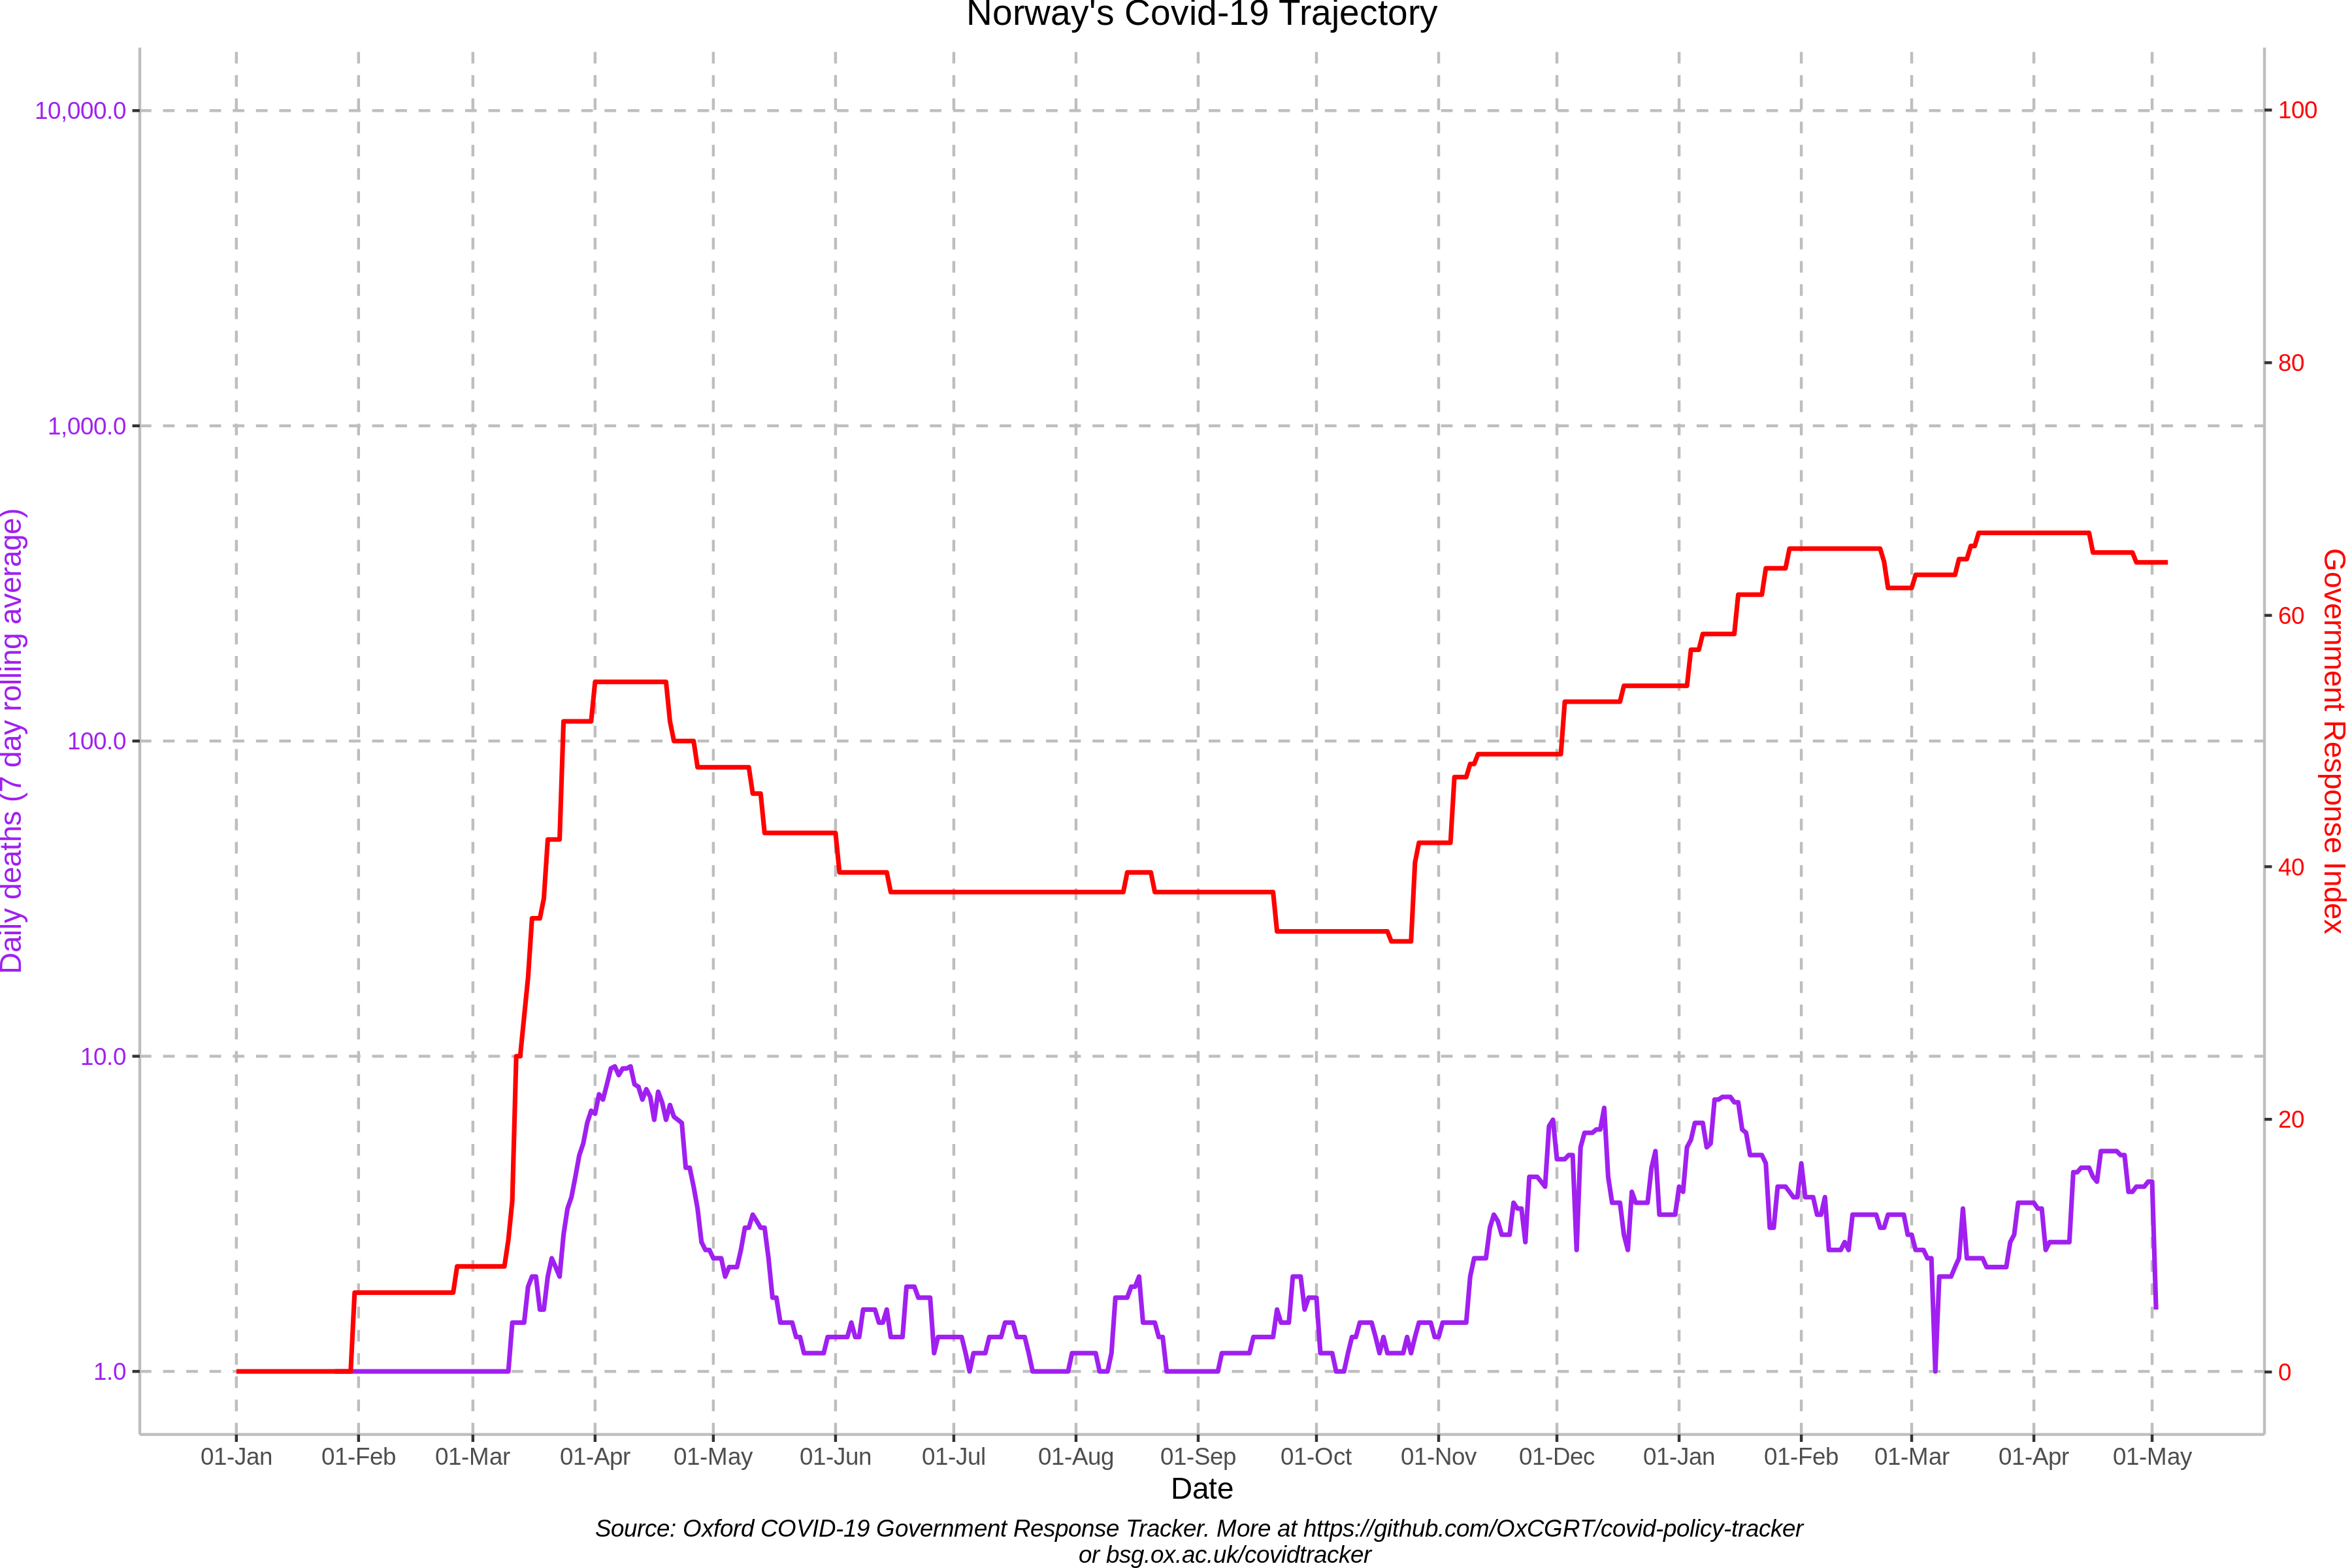 Norway's Covid-19 Trajectory
10,000.0
1,000.0
100.0
10.0
1.0
Daily deaths (7 day rolling average)
100
80
60
40
20
0
Government Response Index
01-Jan 01-Feb 01-Mar 01-Apr 01-May 01-Jun 01-Jul 01-Aug 01-Sep 01-Oct 01-Nov 01-Dec 01-Jan 01-Feb 01-Mar 01-Apr 01-May
Date
Source: Oxford COVID-19 Government Response Tracker. More at https://github.com/OxCGRT/covid-policy-tracker
or bsg.ox.ac.uk/covidtracker